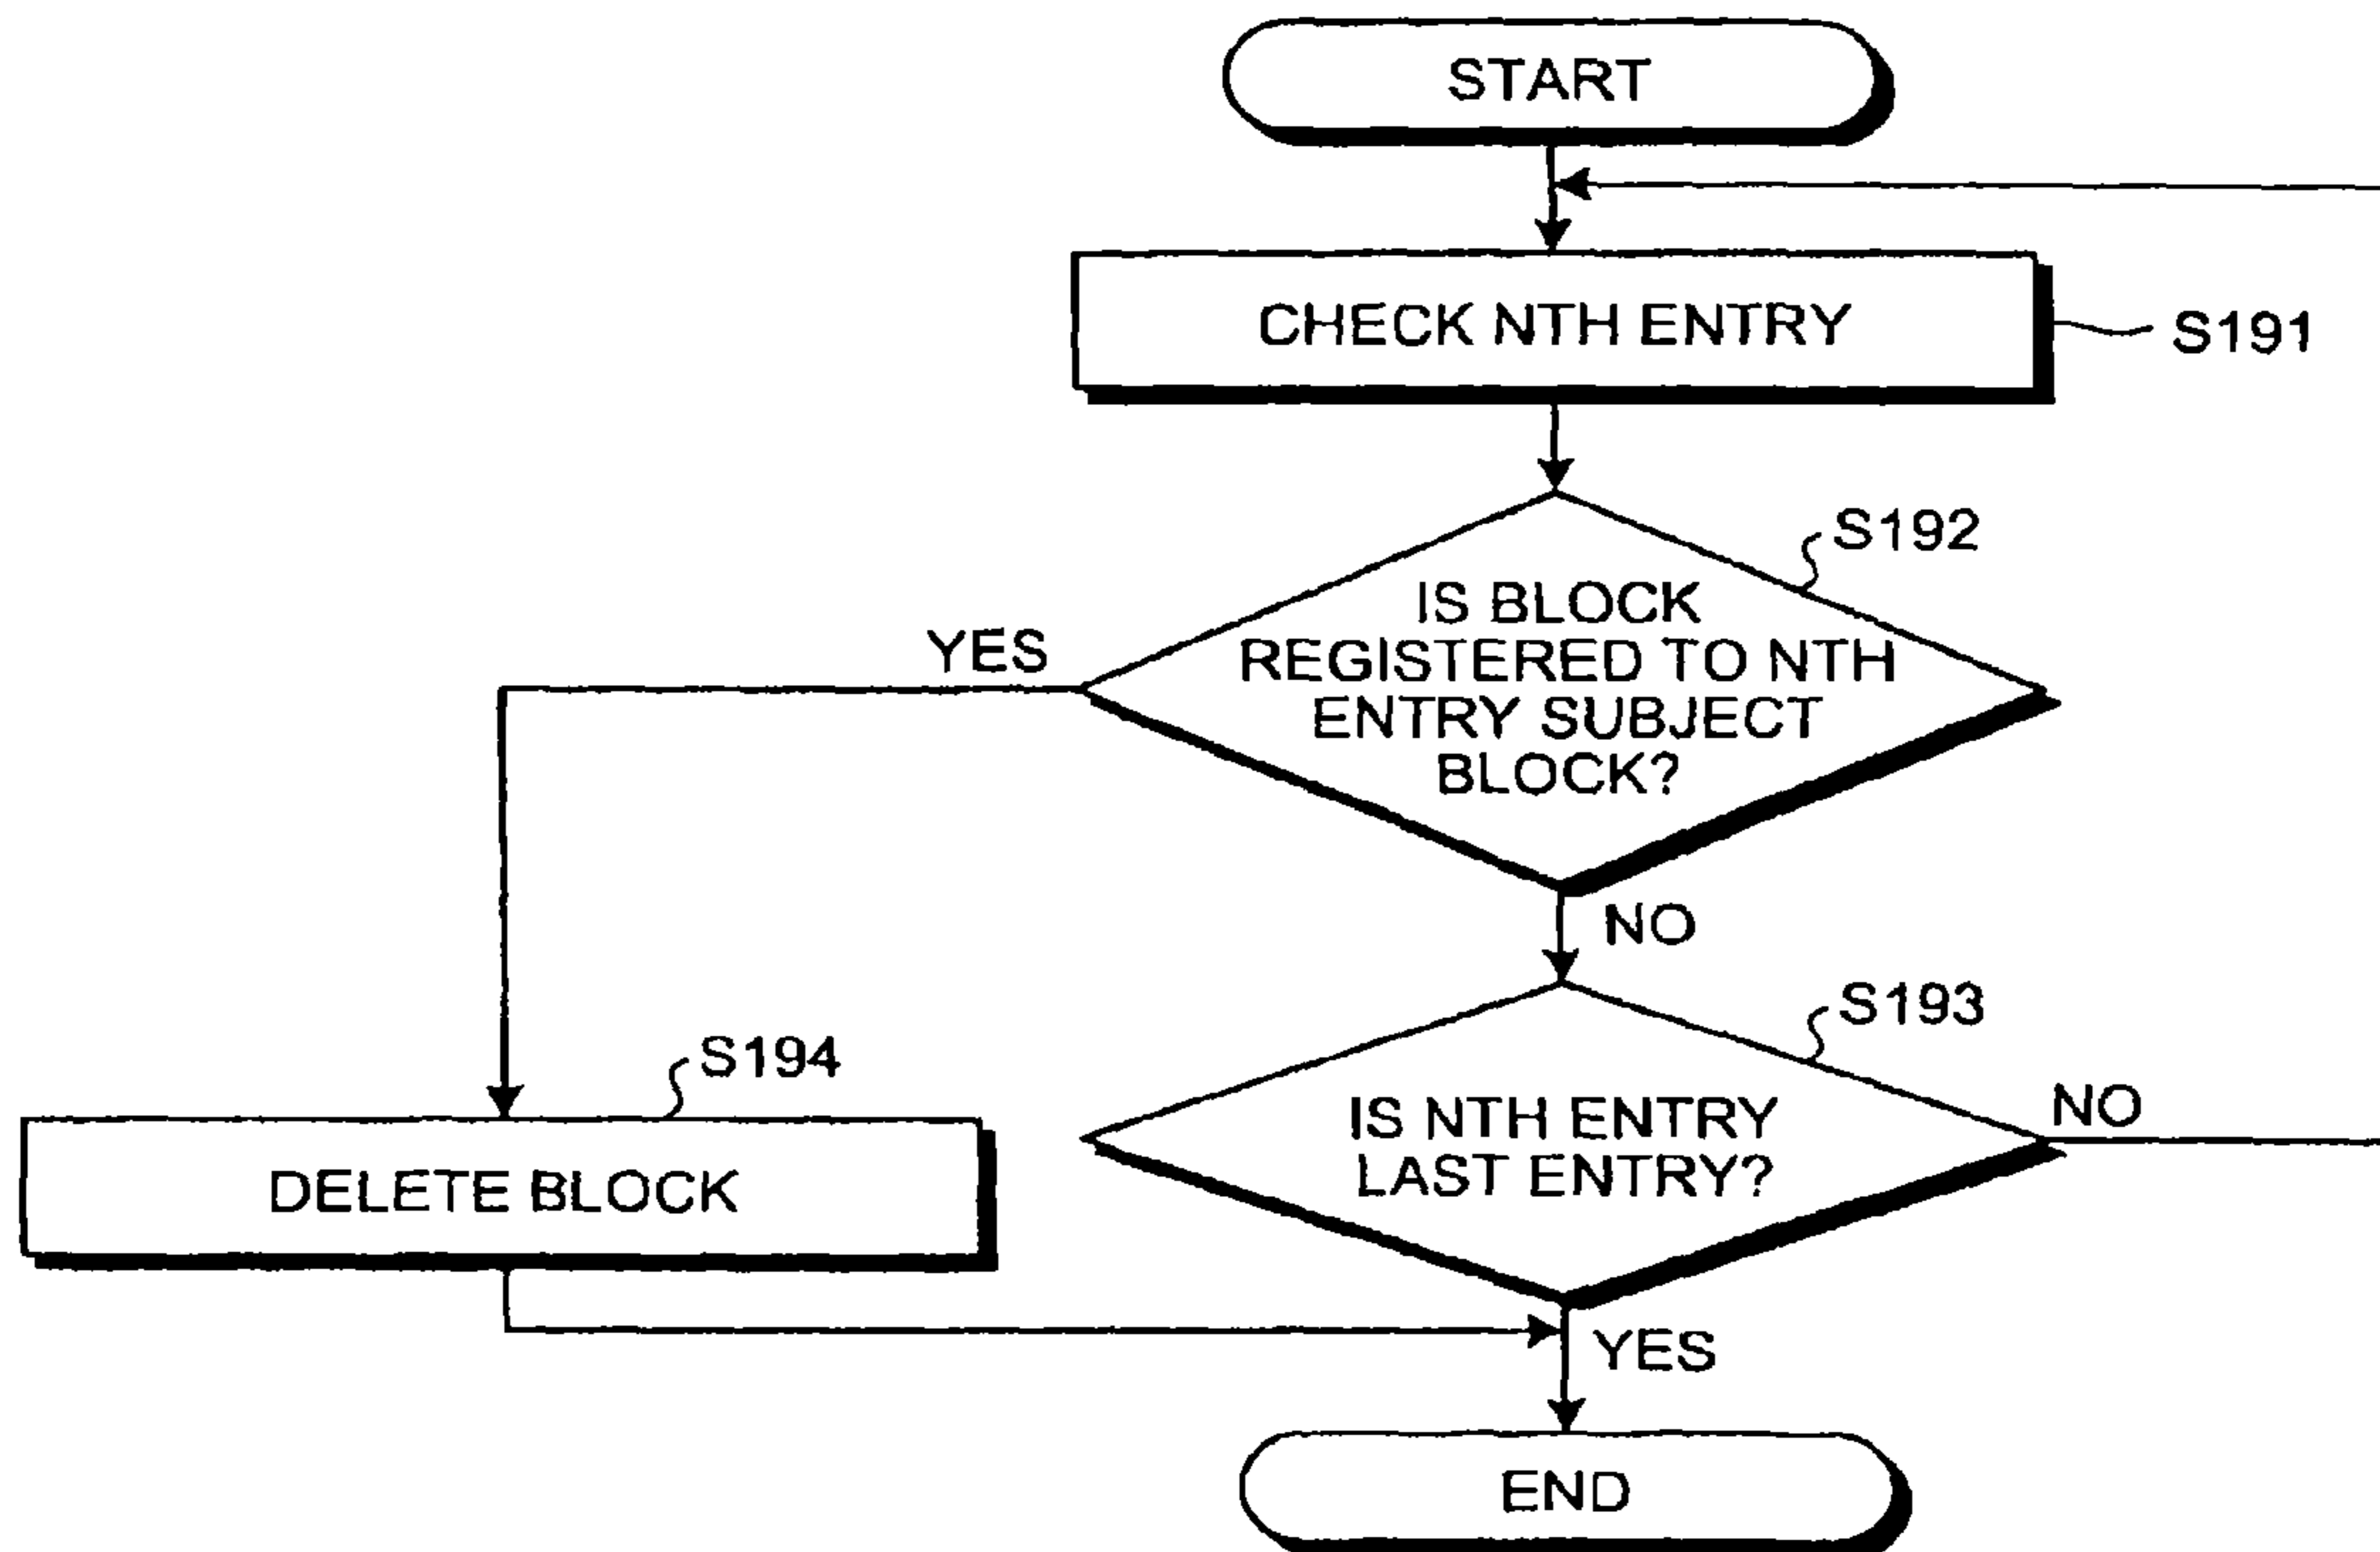 START
CHECK NTH ENTRY
S191
S192
IS BLOCK
REGISTERED TO NTH
ENTRY SUBJECT
BLOCK?
YES
NO
S193
IS NTH ENTRY
LAST ENTRY?
NO
S194
DELETE BLOCK
YES
END